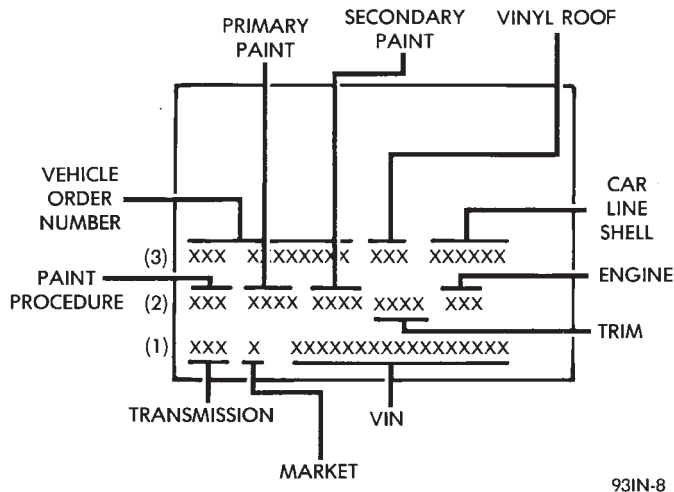 PRIMARY PAINT
SECONDARY PAINT
VINYL ROOF
VEHICLE ORDER NUMBER
CAR LINE SHELL
(3) XXX X XXXXXXX XXX XXXXXX
PAINT PROCEDURE
ENGINE
(2) XXX XXXX XXXX XXXX XXX
TRIM
(1) XXX X XXXXXXXXXXXXXXXXX
TRANSMISSION
VIN
MARKET
93IN-8